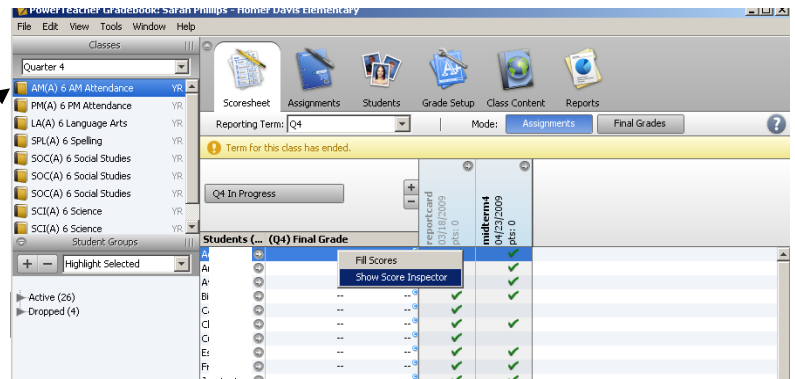 PowerTeacher Gradebook: Sarah Phillips - Homer Davis Elementary
File Edit View Tools Window Help
Classes
Quarter 4
AM(A) 6 AM Attendance YR
PM(A) 6 PM Attendance YR
LA(A) 6 Language Arts YR
SPL(A) 6 Spelling YR
SOC(A) 6 Social Studies YR
SOC(A) 6 Social Studies YR
SOC(A) 6 Social Studies YR
SCI(A) 6 Science YR
SCI(A) 6 Science YR
Student Groups
+ - Highlight Selected
Active (26)
Dropped (4)
Scoresheet Assignments Students Grade Setup Class Content Reports
Reporting Term: Q4 Mode: Assignments Final Grades ?
! Term for this class has ended.
Q4 In Progress
+
-
reportcard
03/18/2009
pts: 0
midterm4
04/23/2009
pts: 0
Students (... (Q4) Final Grade
Fill Scores
Show Score Inspector
Bi -- --
-- --
Cl -- --
-- --
Es -- --
Fr -- --